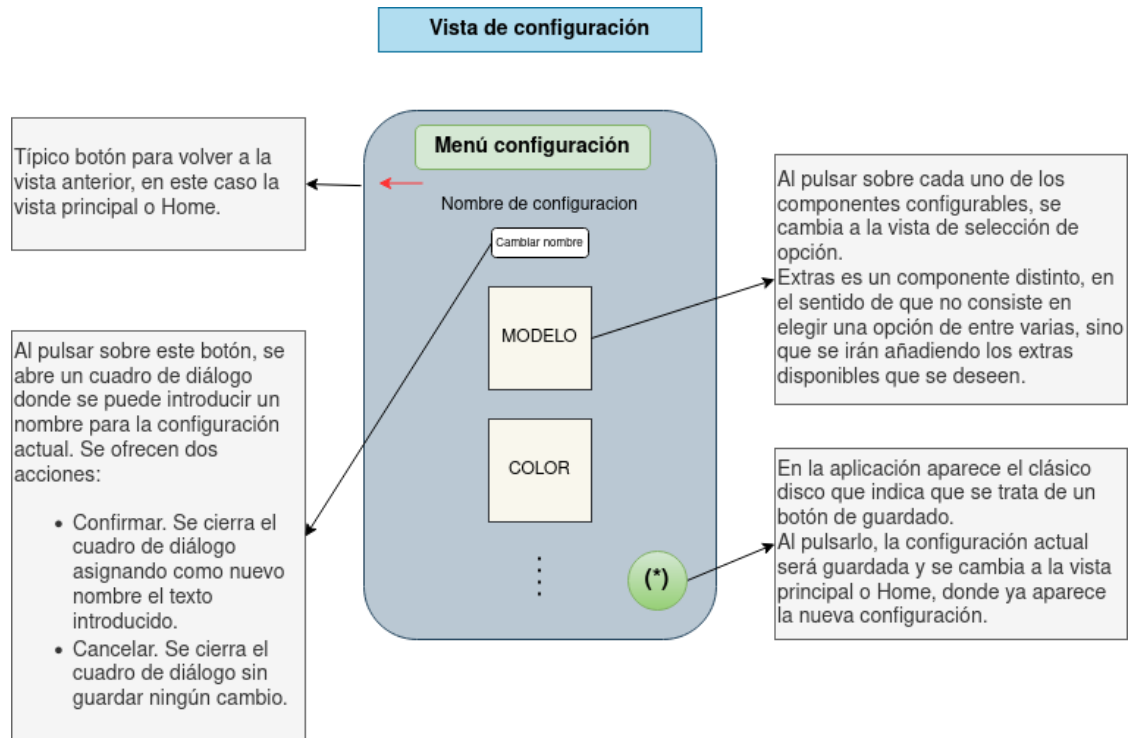 Vista de configuración
Típico botón para volver a la
vista anterior, en este caso la
vista principal o Home.
Menú configuración
Nombre de configuracion
Cambiar nombre
MODELO
COLOR
(*)
Al pulsar sobre este botón, se
abre un cuadro de diálogo
donde se puede introducir un
nombre para la configuración
actual. Se ofrecen dos
acciones:
• Confirmar. Se cierra el
cuadro de diálogo
asignando como nuevo
nombre el texto
introducido.
• Cancelar. Se cierra el
cuadro de diálogo sin
guardar ningún cambio.
Al pulsar sobre cada uno de los
componentes configurables, se
cambia a la vista de selección de
opción.
Extras es un componente distinto, en
el sentido de que no consiste en
elegir una opción de entre varias, sino
que se irán añadiendo los extras
disponibles que se deseen.
En la aplicación aparece el clásico
disco que indica que se trata de un
botón de guardado.
Al pulsarlo, la configuración actual
será guardada y se cambia a la vista
principal o Home, donde ya aparece
la nueva configuración.